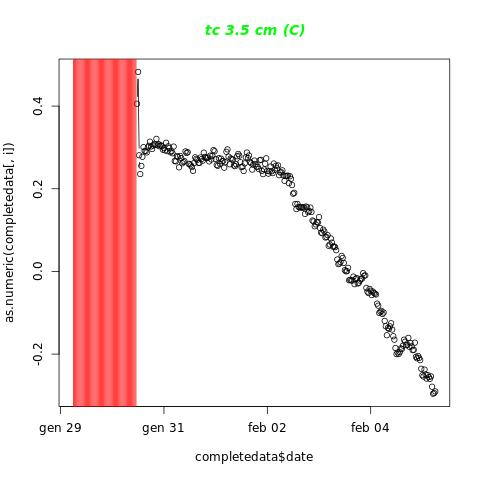 tc 3.5 cm (C)
as.numeric(completedata[, i])
0.4
0.2
0.0
-0.2
gen 29
gen 31
feb 02
feb 04
completedata$date